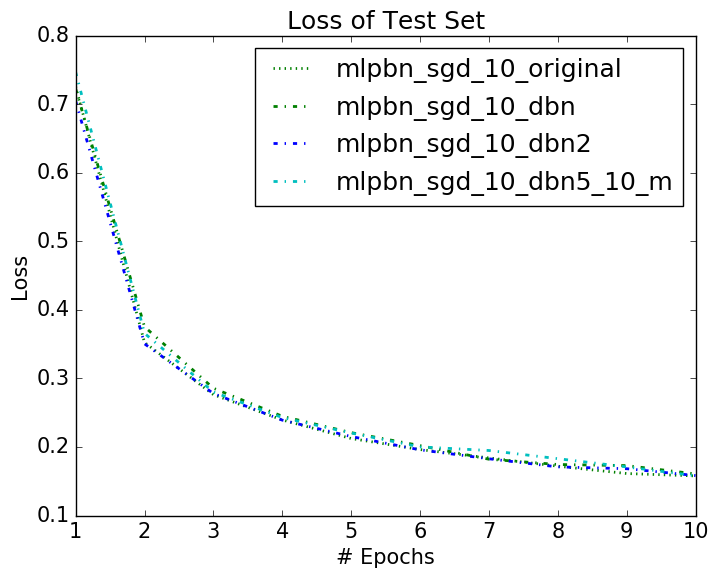 Loss of Test Set
0.8
0.7
0.6
0.5
0.4
0.3
0.2
0.1
Loss
mlpbn_sgd_10_original
mlpbn_sgd_10_dbn
mlpbn_sgd_10_dbn2
mlpbn_sgd_10_dbn5_10_m
1 2 3 4 5 6 7 8 9 10
# Epochs